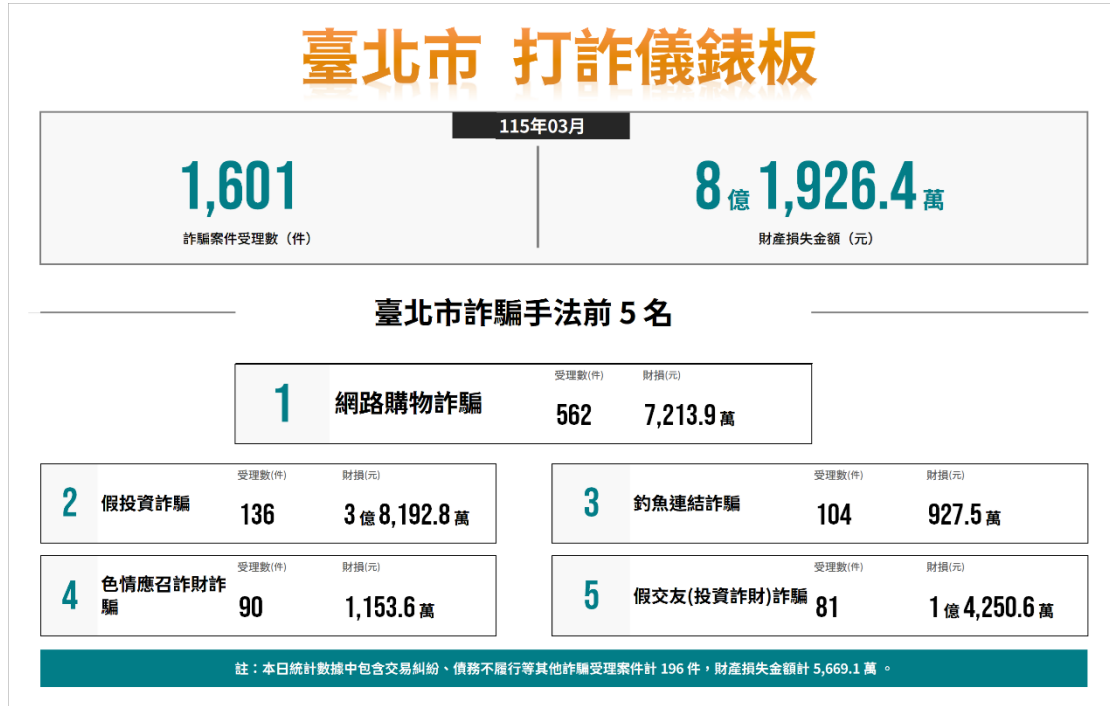 臺北市 打詐儀錶板
115年03月
1,601
詐騙案件受理數（件）
8億1,926.4萬
財產損失金額（元）
臺北市詐騙手法前 5 名
1
網路購物詐騙
受理數(件)
562
財損(元)
7,213.9萬
2
假投資詐騙
受理數(件)
136
財損(元)
3億8,192.8萬
3
釣魚連結詐騙
受理數(件)
104
財損(元)
927.5萬
4
色情應召詐財詐
騙
受理數(件)
90
財損(元)
1,153.6萬
5
假交友(投資詐財)詐騙
受理數(件)
81
財損(元)
1億4,250.6萬
註：本日統計數據中包含交易糾紛、債務不履行等其他詐騙受理案件計 196 件，財產損失金額計 5,669.1 萬 。